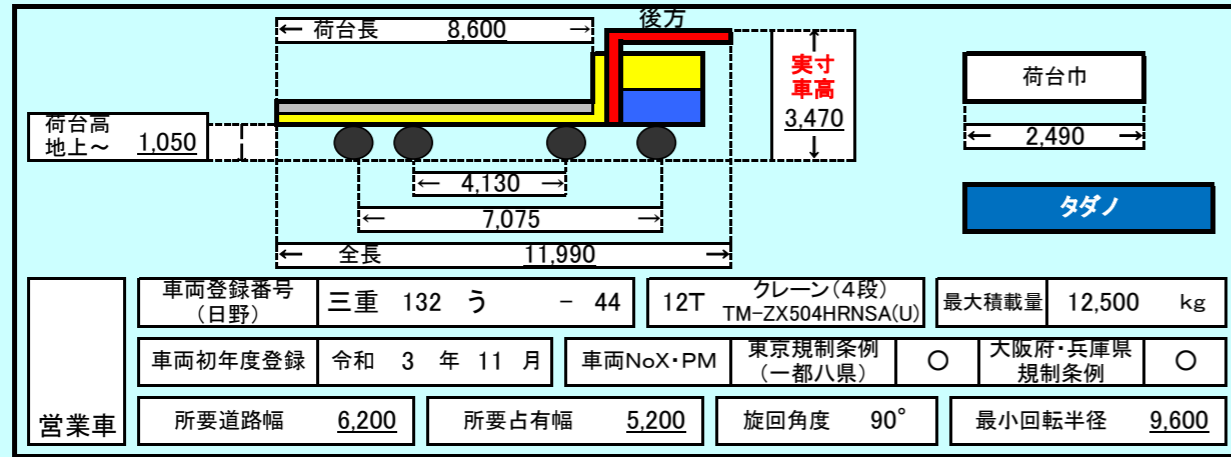 後方
← 荷台長 8,600 →
実寸
車高
3,470
荷台巾
← 2,490 →
荷台高
地上～ 1,050
← 4,130 →
← 7,075 →
← 全長 11,990 →
タダノ
営業車
車両登録番号
（日野）
三重 132 う - 44
12T
クレーン（４段）
TM-ZX504HRNSA(U)
最大積載量 12,500 kg
車両初年度登録 令和 3 年 11 月
車両NoX・PM
東京規制条例
（一都八県）
〇
大阪府・兵庫県
規制条例
〇
所要道路幅 6,200
所要占有幅 5,200
旋回角度 90°
最小回転半径 9,600